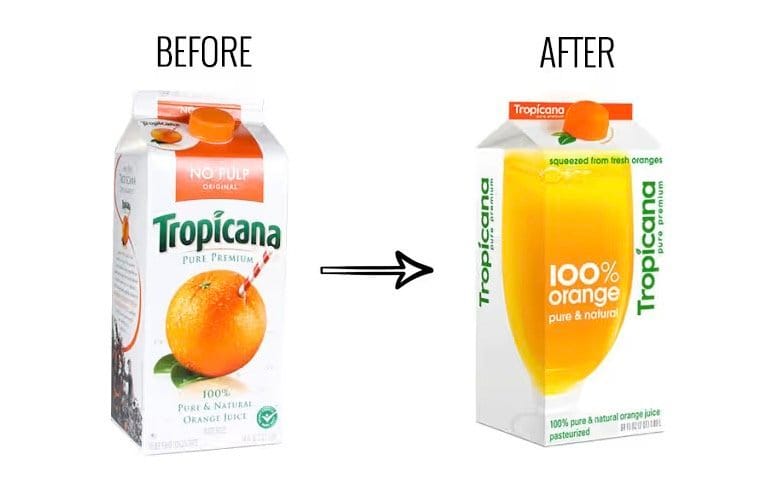 BEFORE
AFTER
Tropicana
NO PULP
ORIGINAL
Tropicana
PURE PREMIUM
100%
PURE & NATURAL
ORANGE JUICE
Tropicana
pure premium
squeezed from fresh oranges
Tropicana
pure premium
Tropicana
pure premium
100%
orange
pure & natural
100% pure & natural orange juice
pasteurized